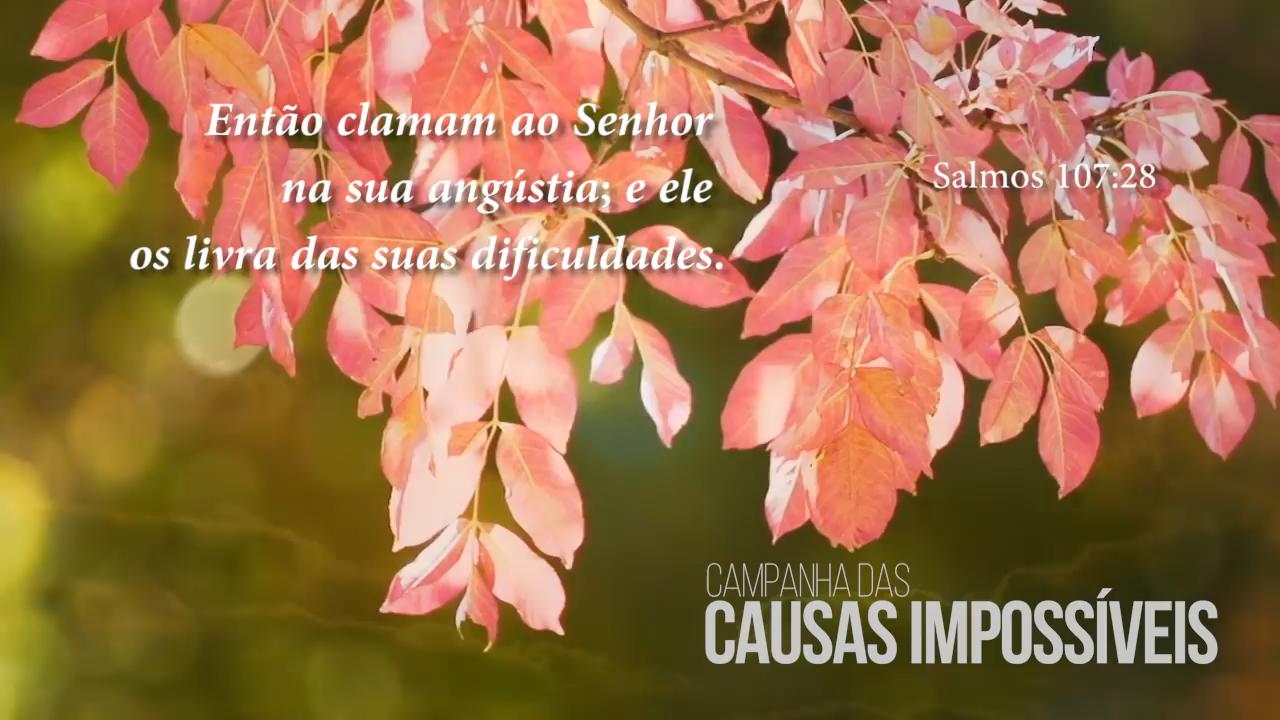 Então clamam ao Senhor
na sua angústia; e ele
os livra das suas dificuldades.
Salmos 107:28
CAMPANHA DAS
CAUSAS IMPOSSÍVEIS